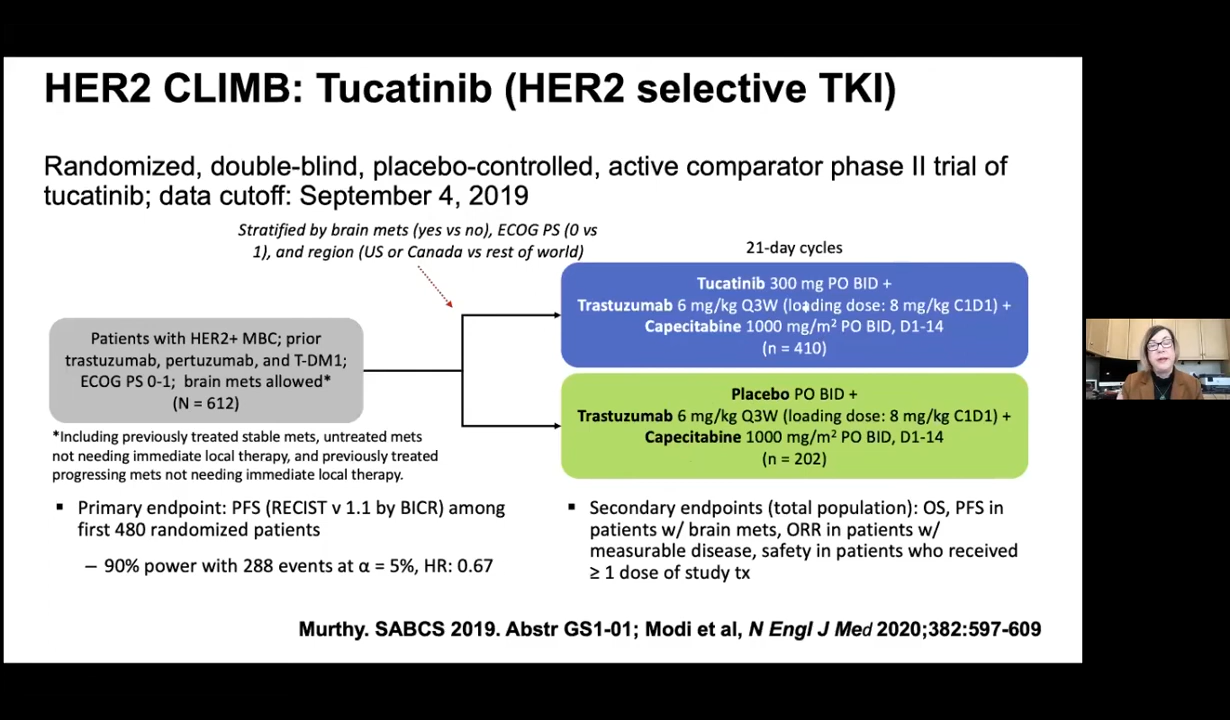 HER2 CLIMB: Tucatinib (HER2 selective TKI)
Randomized, double-blind, placebo-controlled, active comparator phase II trial of
tucatinib; data cutoff: September 4, 2019
Stratified by brain mets (yes vs no), ECOG PS (0 vs
1), and region (US or Canada vs rest of world)
21-day cycles
Tucatinib 300 mg PO BID +
Trastuzumab 6 mg/kg Q3W (loading dose: 8 mg/kg C1D1) +
Capecitabine 1000 mg/m² PO BID, D1-14
(n = 410)
Patients with HER2+ MBC; prior
trastuzumab, pertuzumab, and T-DM1;
ECOG PS 0-1; brain mets allowed*
(N = 612)
Placebo PO BID +
Trastuzumab 6 mg/kg Q3W (loading dose: 8 mg/kg C1D1) +
Capecitabine 1000 mg/m² PO BID, D1-14
(n = 202)
*Including previously treated stable mets, untreated mets
not needing immediate local therapy, and previously treated
progressing mets not needing immediate local therapy.
▪ Primary endpoint: PFS (RECIST v 1.1 by BICR) among
first 480 randomized patients
– 90% power with 288 events at α = 5%, HR: 0.67
▪ Secondary endpoints (total population): OS, PFS in
patients w/ brain mets, ORR in patients w/
measurable disease, safety in patients who received
≥ 1 dose of study tx
Murthy. SABCS 2019. Abstr GS1-01; Modi et al, N Engl J Med 2020;382:597-609